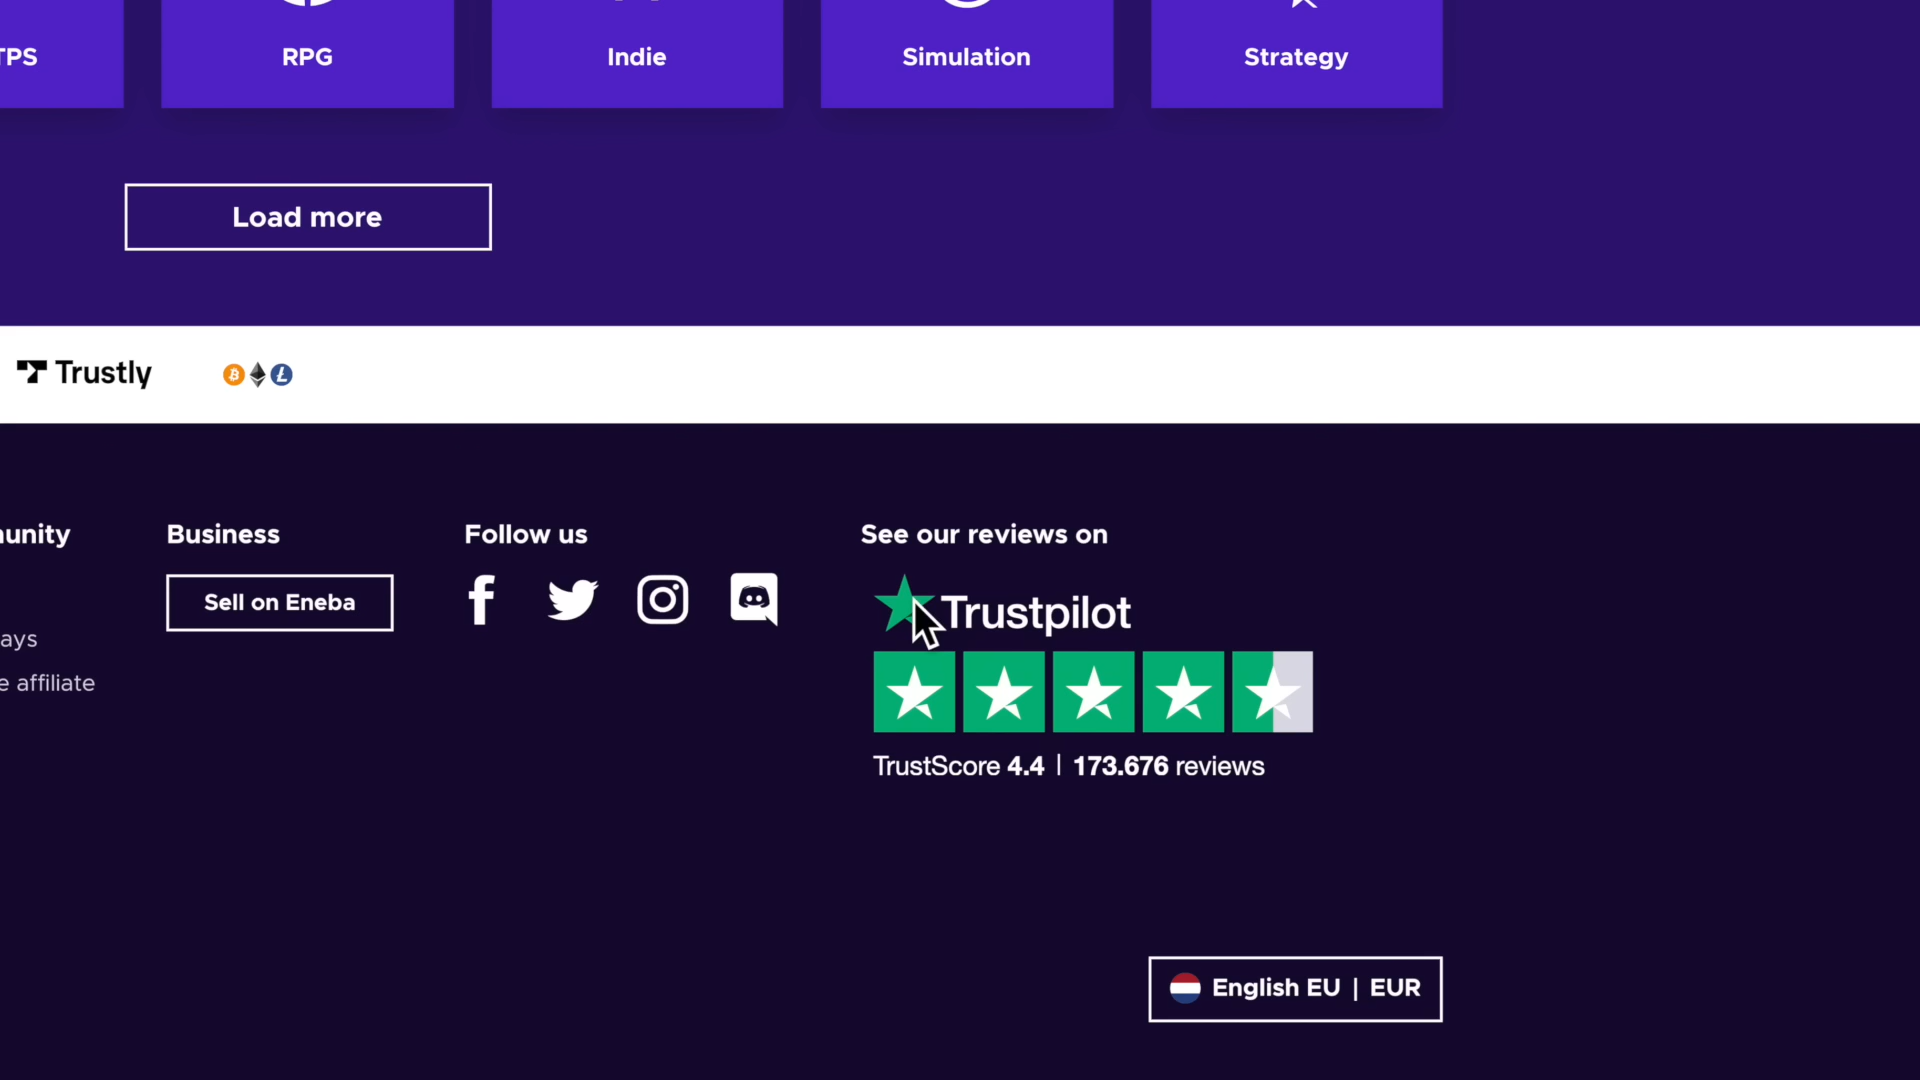 TPS
RPG
Indie
Simulation
Strategy
Load more
Trustly
Business
Follow us
See our reviews on
Sell on Eneba
Trustpilot
ays
affiliate
TrustScore 4.4 | 173.676 reviews
English EU | EUR